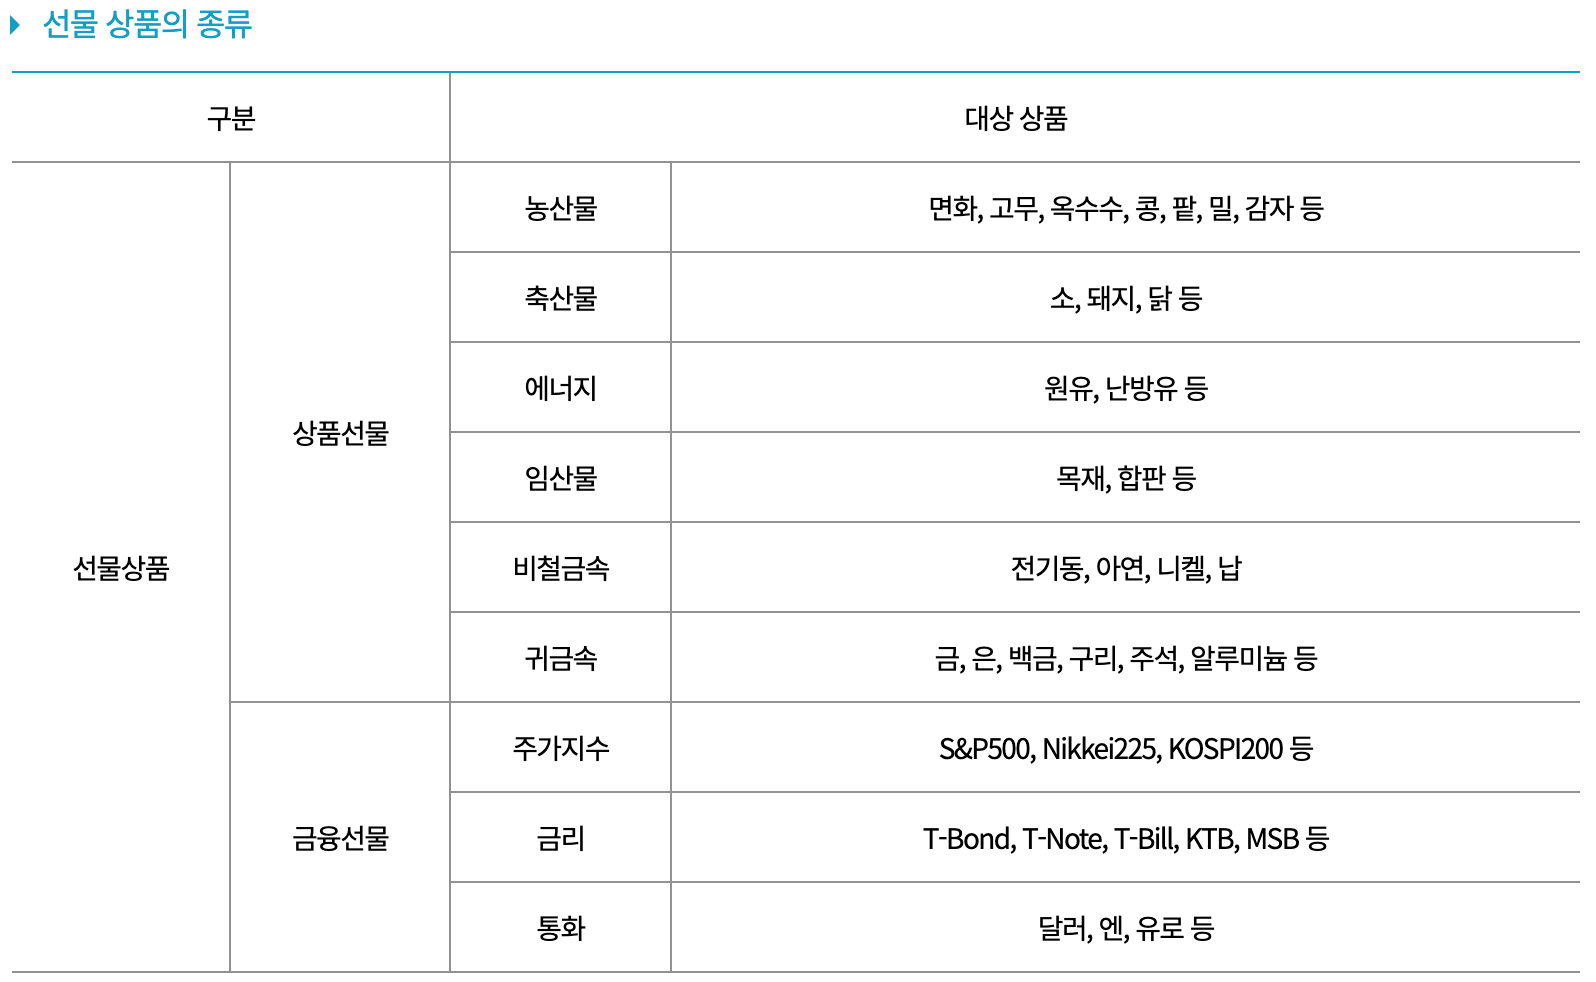 선물 상품의 종류
구분
대상 상품
선물상품
상품선물
농산물
면화, 고무, 옥수수, 콩, 팥, 밀, 감자 등
축산물
소, 돼지, 닭 등
에너지
원유, 난방유 등
임산물
목재, 합판 등
비철금속
전기동, 아연, 니켈, 납
귀금속
금, 은, 백금, 구리, 주석, 알루미늄 등
금융선물
주가지수
S&P500, Nikkei225, KOSPI200 등
금리
T-Bond, T-Note, T-Bill, KTB, MSB 등
통화
달러, 엔, 유로 등